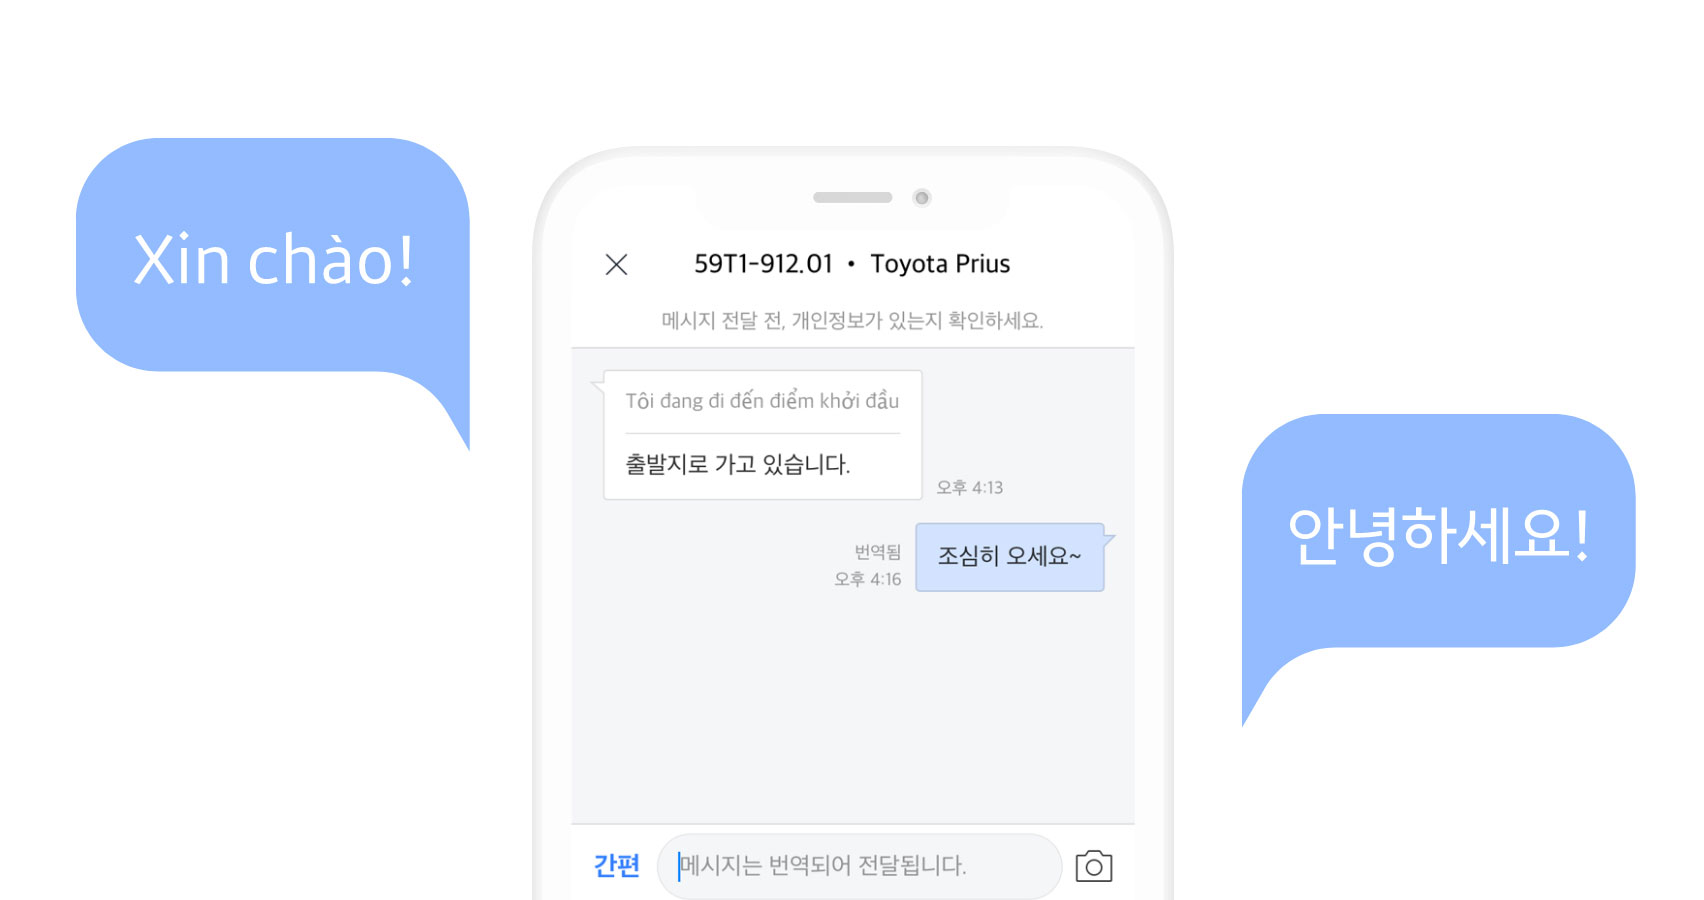 Xin chào!
59T1-912.01 • Toyota Prius
메시지 전달 전, 개인정보가 있는지 확인하세요.
Tôi đang đi đến điểm khởi đầu
출발지로 가고 있습니다.
오후 4:13
번역됨
오후 4:16
조심히 오세요~
안녕하세요!
간편
메시지는 번역되어 전달됩니다.